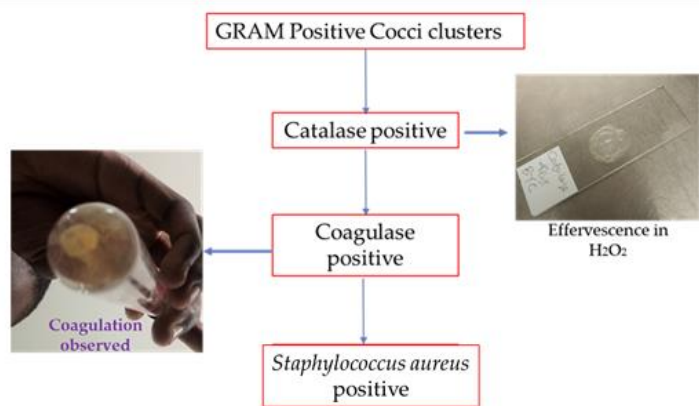 GRAM Positive Cocci clusters
Catalase positive
Effervescence in
H₂O₂
Coagulase
positive
Coagulation
observed
Staphylococcus aureus
positive